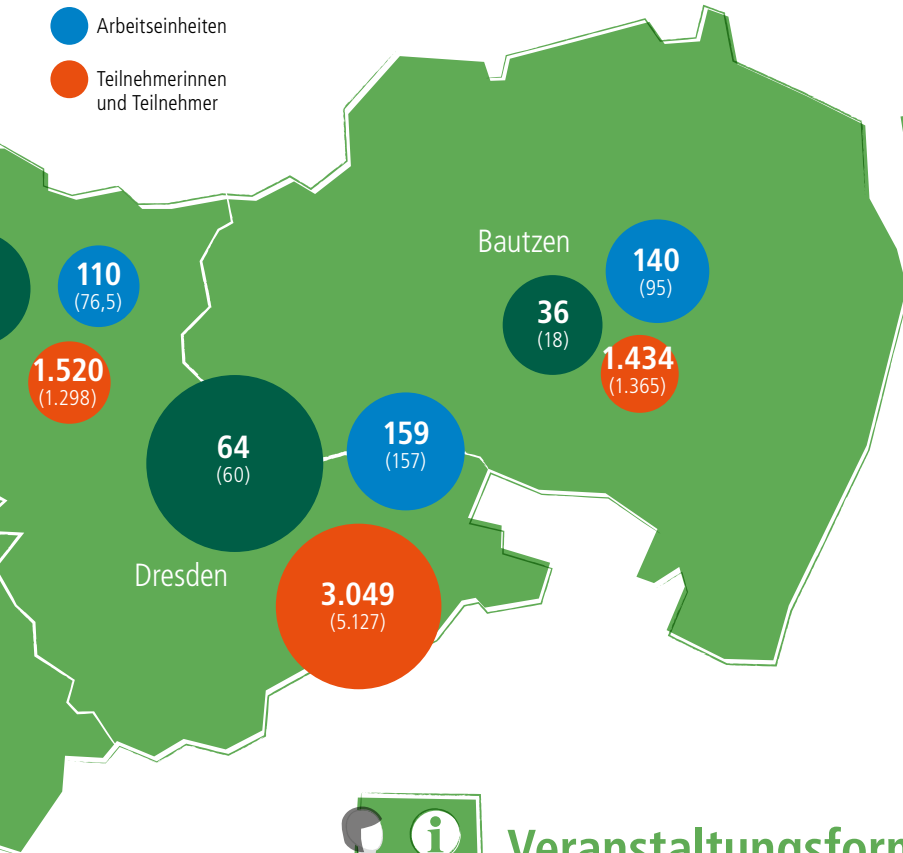 Arbeitseinheiten
Teilnehmerinnen
und Teilnehmer
Bautzen
140
(95)
36
(18)
1.434
(1.365)
110
(76,5)
1.520
(1.298)
159
(157)
64
(60)
Dresden
3.049
(5.127)
i